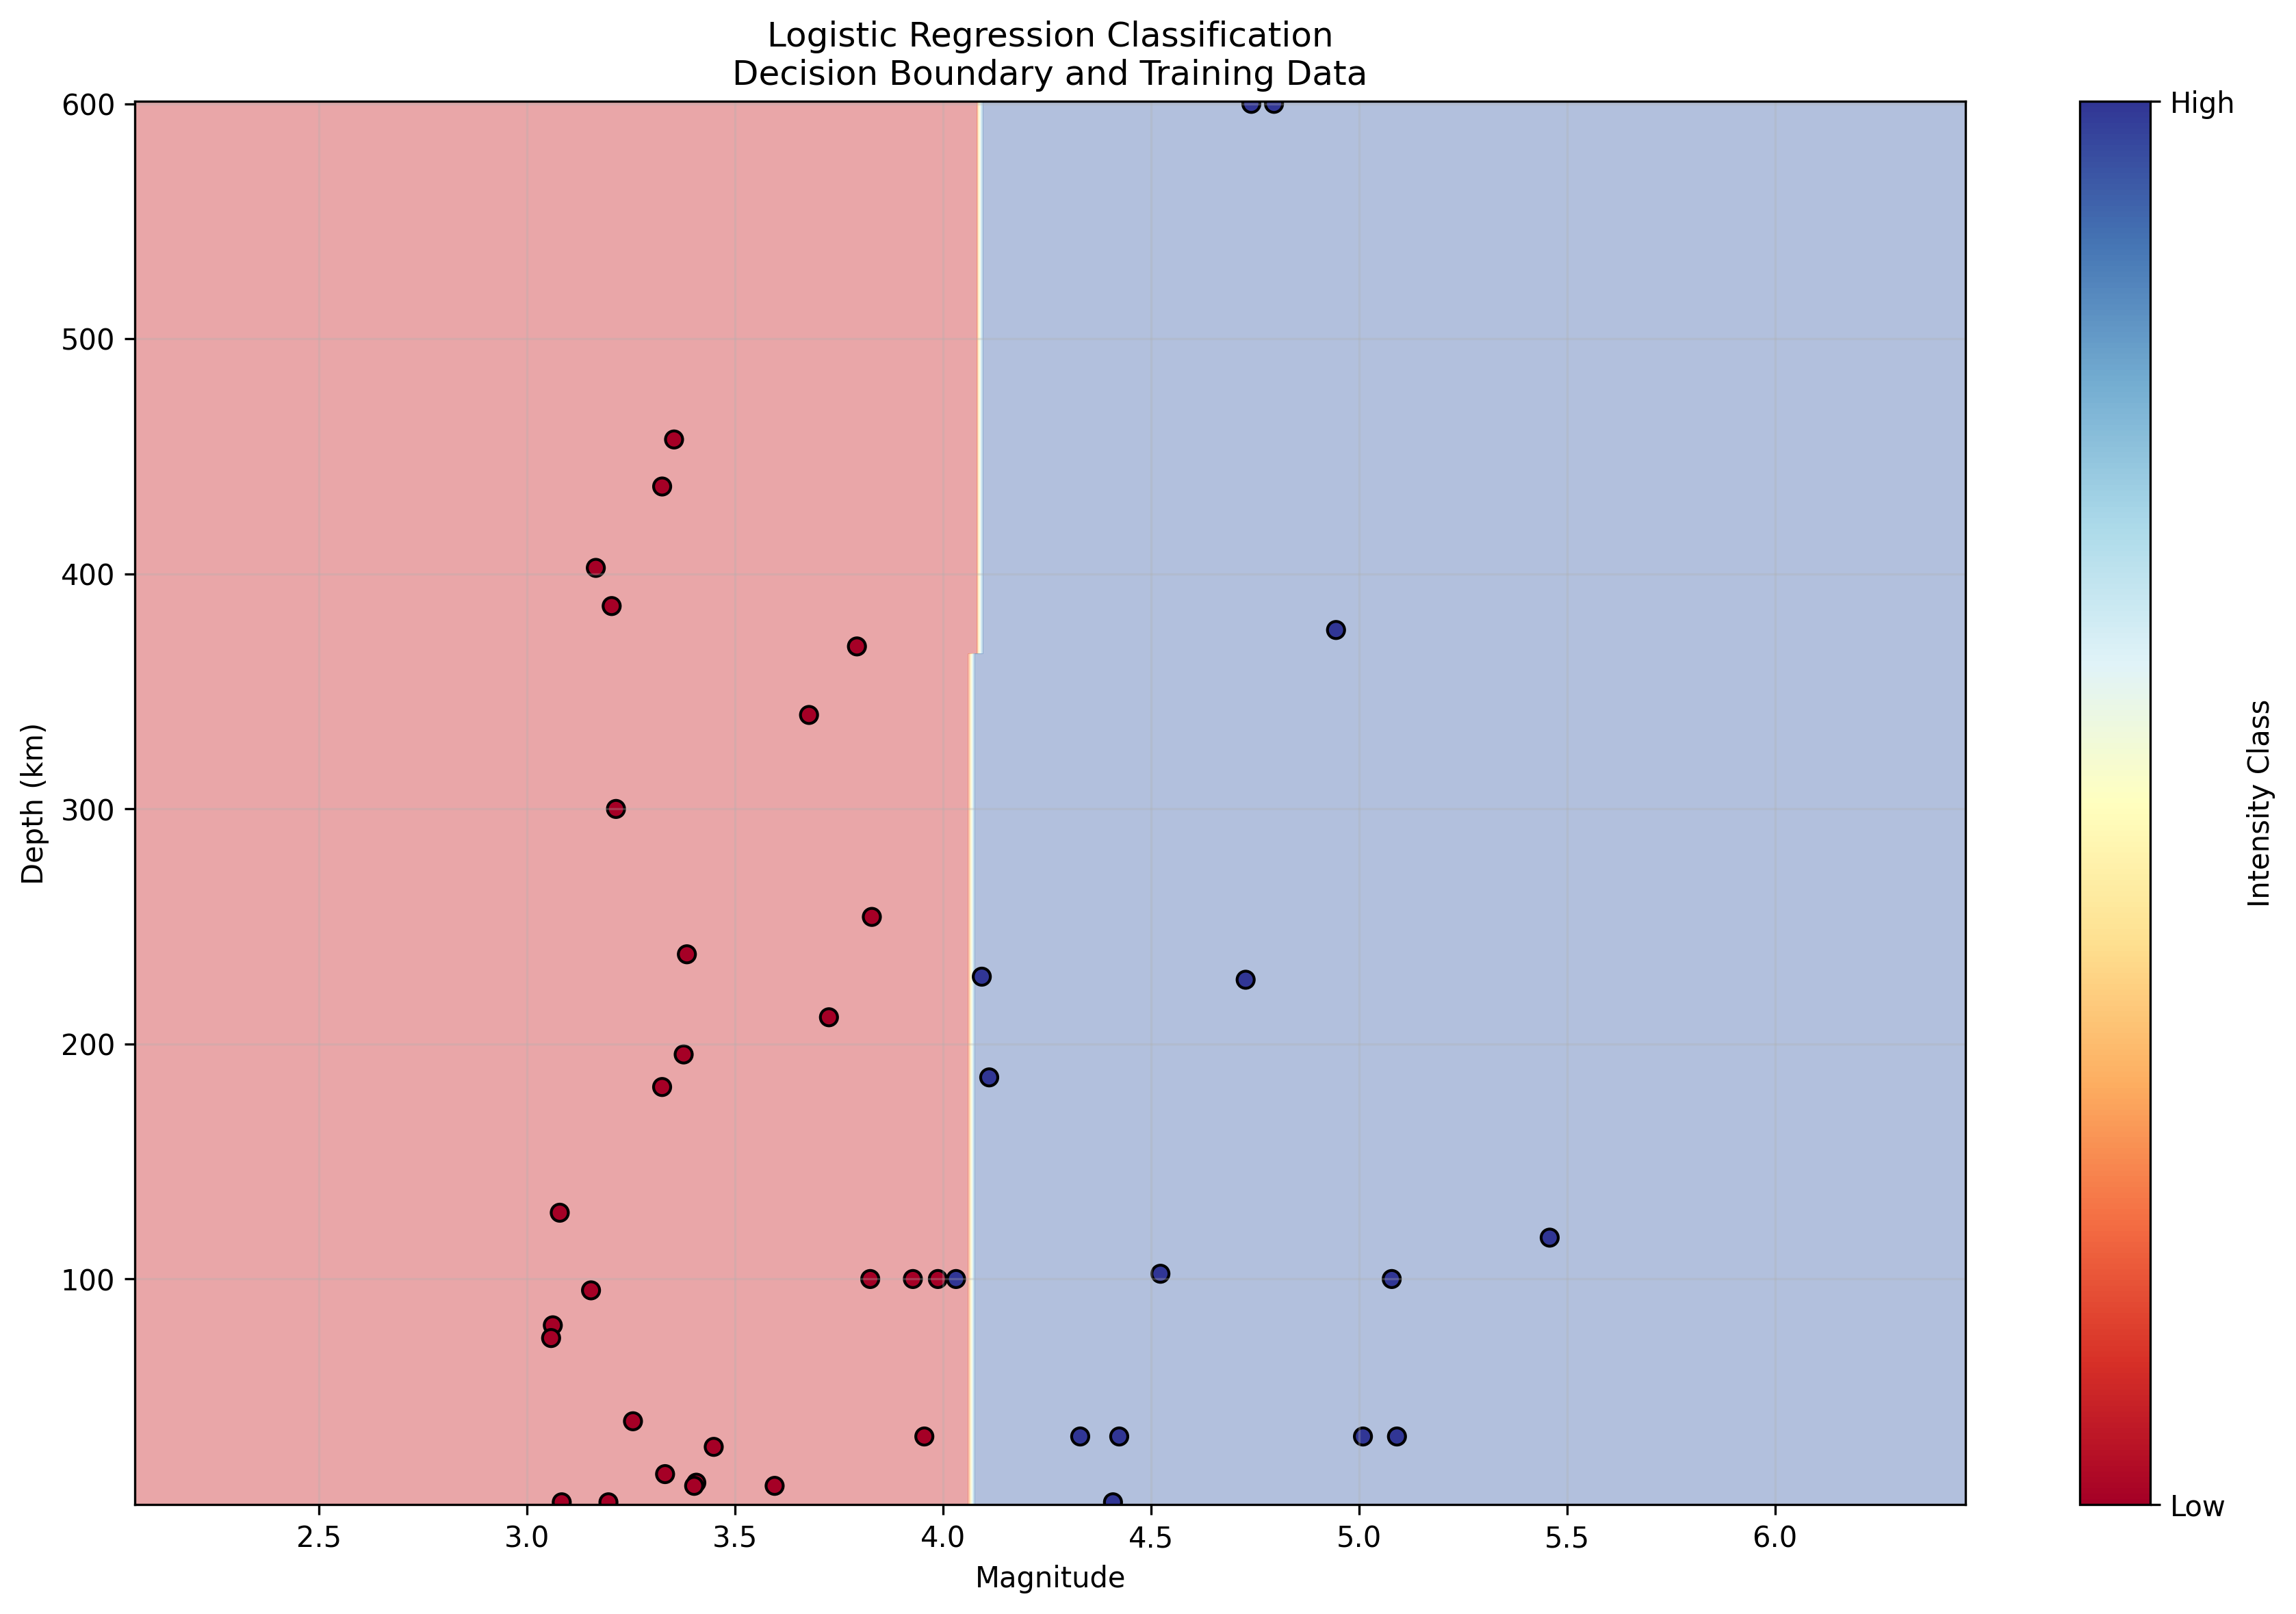 Logistic Regression Classification
Decision Boundary and Training Data
600
500
400
300
200
100
Depth (km)
2.5
3.0
3.5
4.0
4.5
5.0
5.5
6.0
Magnitude
High
Low
Intensity Class